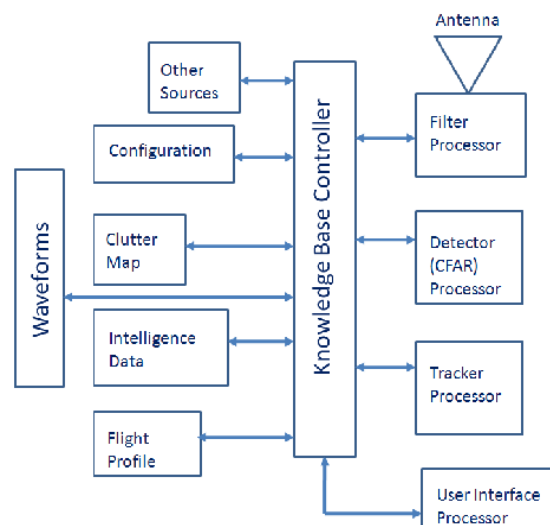 Antenna
Other
Sources
Configuration
Waveforms
Clutter
Map
Intelligence
Data
Flight
Profile
Knowledge Base Controller
Filter
Processor
Detector
(CFAR)
Processor
Tracker
Processor
User Interface
Processor